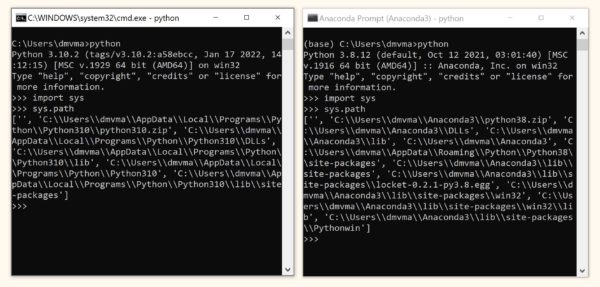 C:\WINDOWS\system32\cmd.exe - python
C:\Users\dmvma>python
Python 3.10.2 (tags/v3.10.2:a58ebcc, Jan 17 2022, 14
:12:15) [MSC v.1929 64 bit (AMD64)] on win32
Type "help", "copyright", "credits" or "license" for
 more information.
>>> import sys
>>> sys.path
['', 'C:\\Users\\dmvma\\AppData\\Local\\Programs\\Py
thon\\Python310\\python310.zip', 'C:\\Users\\dmvma\\
AppData\\Local\\Programs\\Python\\Python310\\DLLs',
'C:\\Users\\dmvma\\AppData\\Local\\Programs\\Python\
\Python310\\lib', 'C:\\Users\\dmvma\\AppData\\Local\
\Programs\\Python\\Python310', 'C:\\Users\\dmvma\\Ap
pData\\Local\\Programs\\Python\\Python310\\lib\\site
-packages']
>>>
Anaconda Prompt (Anaconda3) - python
(base) C:\Users\dmvma>python
Python 3.8.12 (default, Oct 12 2021, 03:01:40) [MSC
v.1916 64 bit (AMD64)] :: Anaconda, Inc. on win32
Type "help", "copyright", "credits" or "license" for
 more information.
>>> import sys
>>> sys.path
['', 'C:\\Users\\dmvma\\Anaconda3\\python38.zip', 'C
:\\Users\\dmvma\\Anaconda3\\DLLs', 'C:\\Users\\dmvma
\\Anaconda3\\lib', 'C:\\Users\\dmvma\\Anaconda3', 'C
:\\Users\\dmvma\\AppData\\Roaming\\Python\\Python38\
\site-packages', 'C:\\Users\\dmvma\\Anaconda3\\lib\\
site-packages', 'C:\\Users\\dmvma\\Anaconda3\\lib\\s
ite-packages\\locket-0.2.1-py3.8.egg', 'C:\\Users\\d
mvma\\Anaconda3\\lib\\site-packages\\win32', 'C:\\Us
ers\\dmvma\\Anaconda3\\lib\\site-packages\\win32\\li
b', 'C:\\Users\\dmvma\\Anaconda3\\lib\\site-packages
\\Pythonwin']
>>>